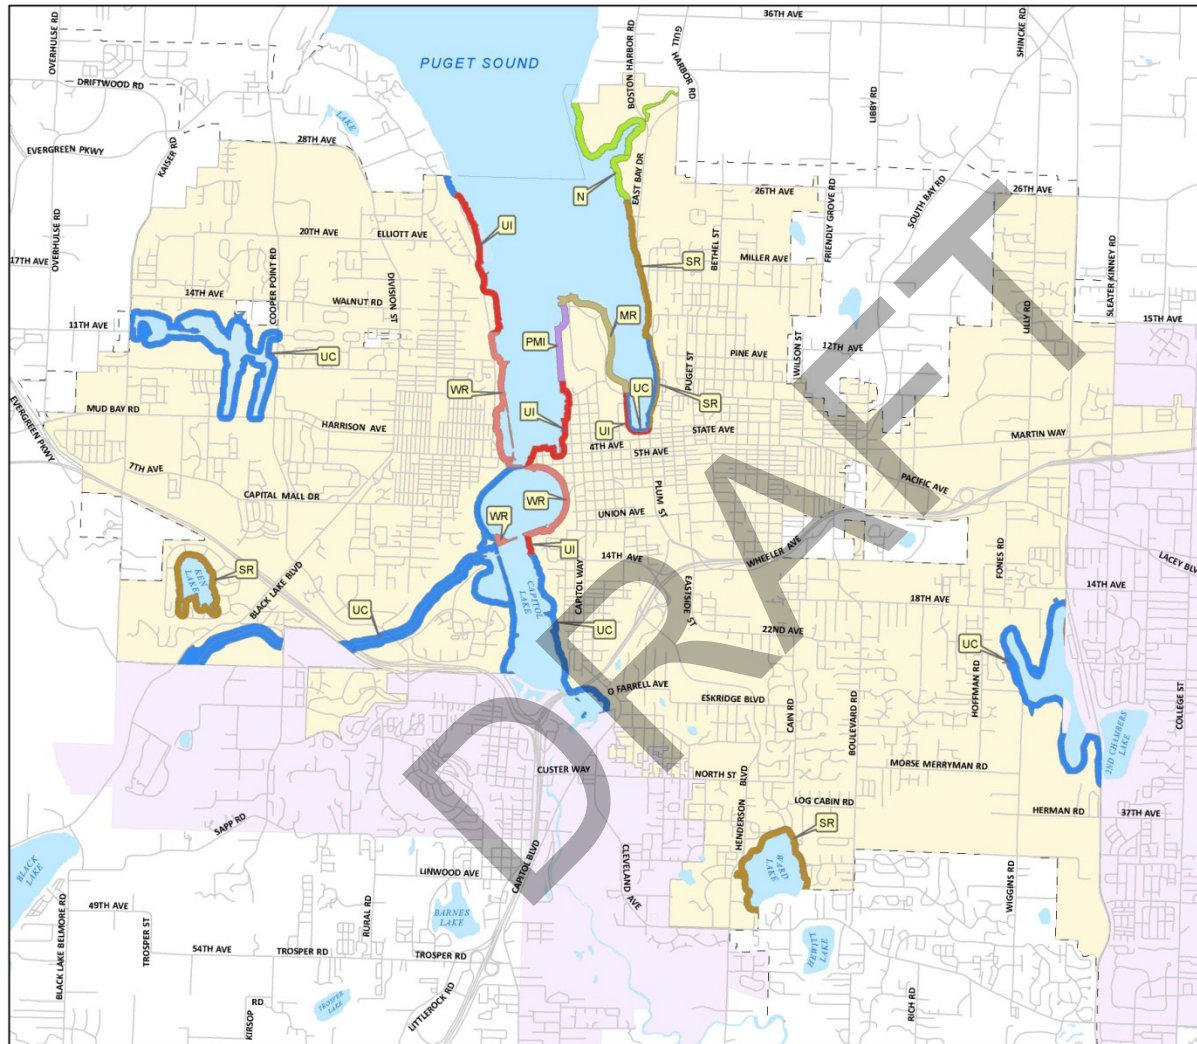 36TH AVE
OVERHULSE RD
BOSTON HARBOR RD
GULL HARBOR RD
SHINCKE RD
PUGET SOUND
DRIFTWOOD RD
LIBBY RD
LAKE
28TH AVE
EVERGREEN PKWY
KAISER RD
EAST BAY DR
N
26TH AVE
26TH AVE
FRIENDLY GROVE RD
SOUTH BAY RD
OVERHULSE RD
20TH AVE
ELLIOTT AVE
UI
BETHEL ST
SLEATER KINNEY RD
17TH AVE
COOPER POINT RD
DIVISION ST
SR
MILLER AVE
14TH AVE
WALNUT RD
LILLY RD
11TH AVE
MR
15TH AVE
PMI
WILSON ST
12TH AVE
UC
PINE AVE
PUGET ST
UC
WR
SR
MUD BAY RD
EVERGREEN PKWY
HARRISON AVE
UI
UI
STATE AVE
MARTIN WAY
4TH AVE
5TH AVE
7TH AVE
PACIFIC AVE
CAPITAL MALL DR
WR
PLUM ST
WR
UNION AVE
UI
14TH AVE
WHEELER AVE
FONES RD
LACEY BLV
KEN LAKE
SR
BLACK LAKE BLVD
CAPITOL LAKE
CAPITOL WAY
EASTSIDE ST
14TH AVE
18TH AVE
UC
UC
22ND AVE
UC
HOFFMAN RD
O FARRELL AVE
ESKRIDGE BLVD
CAIN RD
BOULEVARD RD
COLLEGE ST
2ND CHAMBERS LAKE
CUSTER WAY
NORTH ST
MORSE MERRYMAN RD
HENDERSON BLVD
LOG CABIN RD
HERMAN RD
37TH AVE
SAPP RD
SR
WARD LAKE
BLACK LAKE
CAPITOL BLVD
CLEVELAND AVE
LINWOOD AVE
WIGGINS RD
BLACK LAKE BELMORE RD
49TH AVE
TROSPER ST
RURAL RD
BARNES LAKE
54TH AVE
TROSPER RD
TROSPER RD
HEWITT LAKE
TROSPER LAKE
LITTLEROCK RD
KIRSOP RD
RICH RD
DRAFT